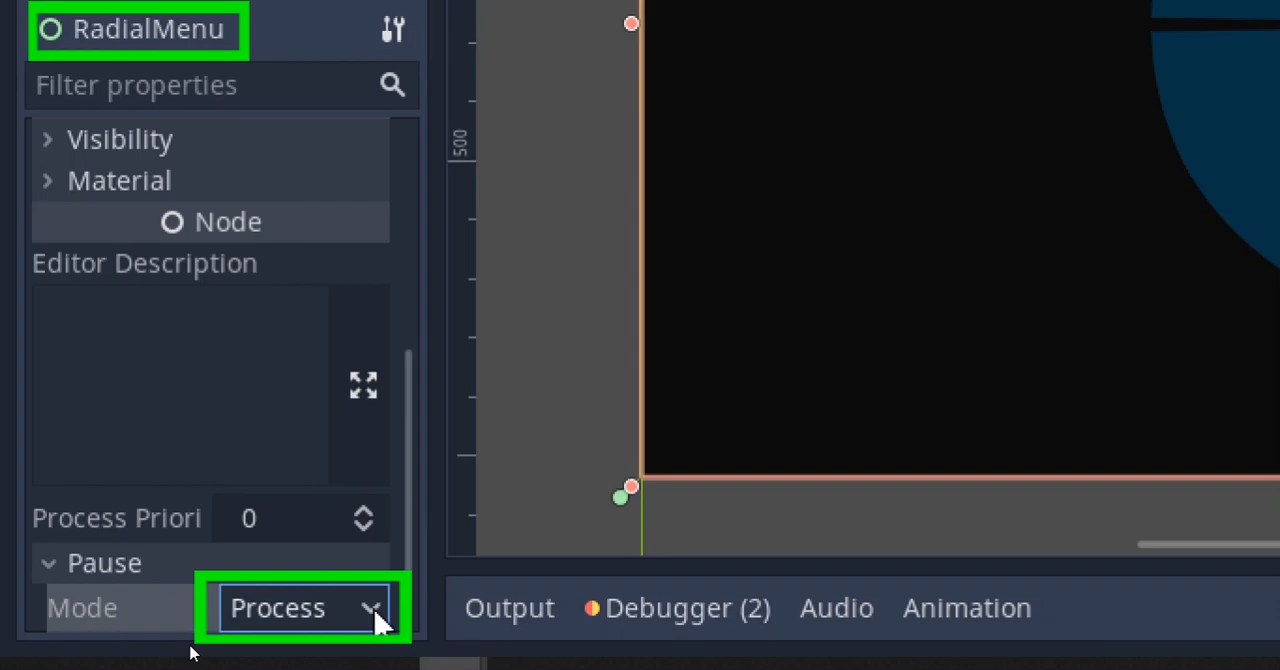 RadialMenu
Filter properties
Visibility
Material
Node
Editor Description
Process Priori 0
Pause
Mode Process
500
Output Debugger (2) Audio Animation